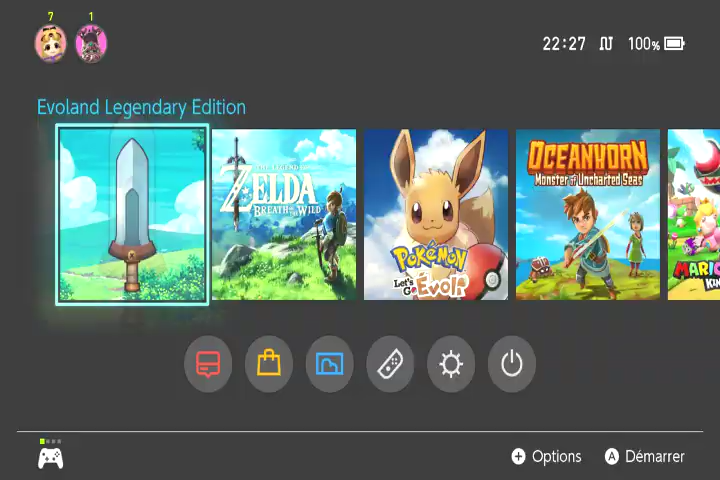 7 1
22:27 100%
Evoland Legendary Edition
THE LEGEND OF
ZELDA
BREATH OF THE WILD
Pokémon
Let's Go Évoli
OCEANHORN
Monster of Uncharted Seas
MARIO
+ Options
A Démarrer